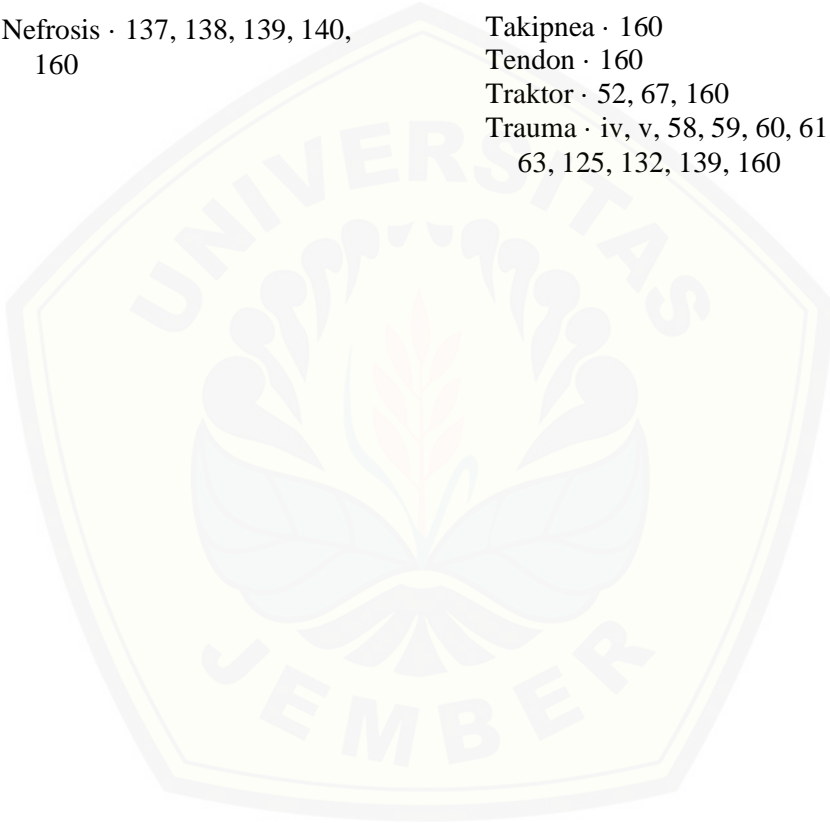 Nefrosis · 137, 138, 139, 140,
160
Takipnea · 160
Tendon · 160
Traktor · 52, 67, 160
Trauma · iv, v, 58, 59, 60, 61
63, 125, 132, 139, 160
UNIVERSITAS
JEMBER